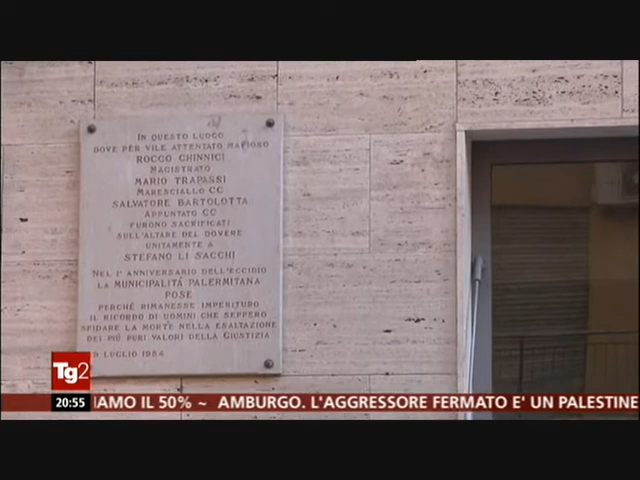 IN QUESTO LUOGO
DOVE PER VILE ATTENTATO MAFIOSO
ROCCO CHINNICI
MAGISTRATO
MARIO TRAPASSI
MARESCIALLO CC
SALVATORE BARTOLOTTA
APPUNTATO CC
FURONO SACRIFICATI
SULL'ALTARE DEL DOVERE
UNITAMENTE A
STEFANO LI SACCHI
NEL 1° ANNIVERSARIO DELL'ECCIDIO
LA MUNICIPALITÁ PALERMITANA
POSE
PERCHÉ RIMANESSE IMPERITURO
IL RICORDO DI UOMINI CHE SEPPERO
SFIDARE LA MORTE NELLA ESALTAZIONE
DEI PIÙ PURI VALORI DELLA GIUSTIZIA
LUGLIO 1984
Tg2
20:55 IAMO IL 50% ~ AMBURGO. L'AGGRESSORE FERMATO E' UN PALESTINE